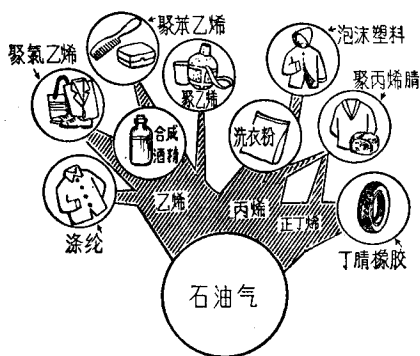 聚苯乙烯
泡沫塑料
聚氯乙烯
聚丙烯腈
聚乙烯
合成
酒精
洗衣粉
涤纶
乙烯
丙烯
正丁烯
丁腈橡胶
石油气